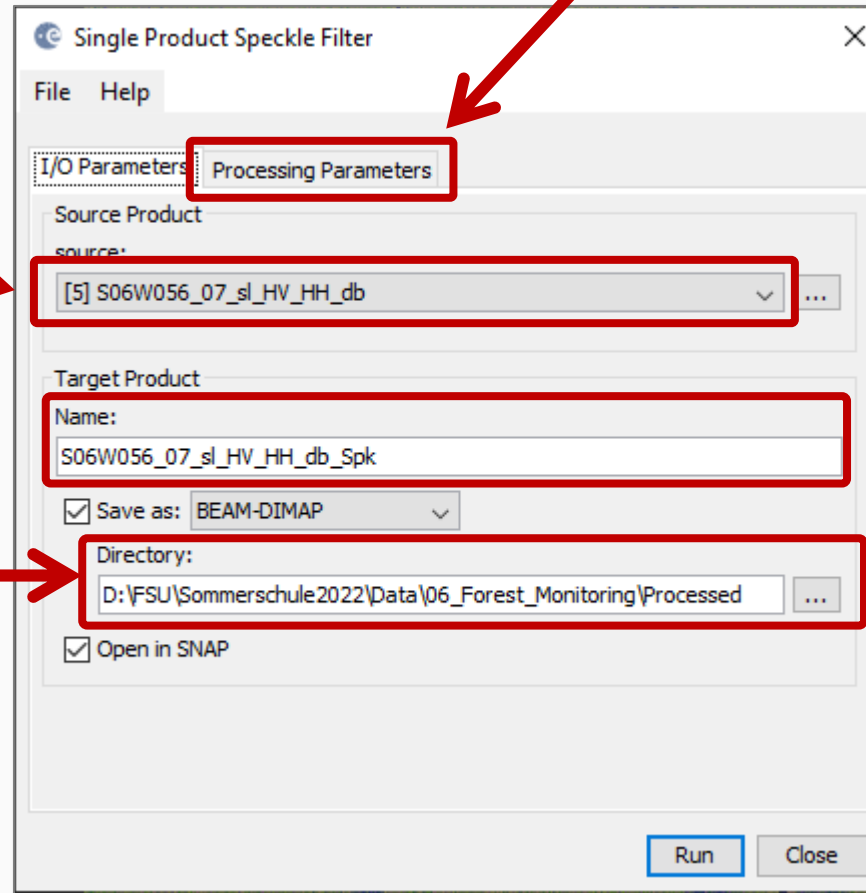 Single Product Speckle Filter
File Help
I/O Parameters Processing Parameters
Source Product
source:
[5] S06W056_07_sl_HV_HH_db
...
Target Product
Name:
S06W056_07_sl_HV_HH_db_Spk
Save as: BEAM-DIMAP
Directory:
D:\FSU\Sommerschule2022\Data\06_Forest_Monitoring\Processed
...
Open in SNAP
Run Close